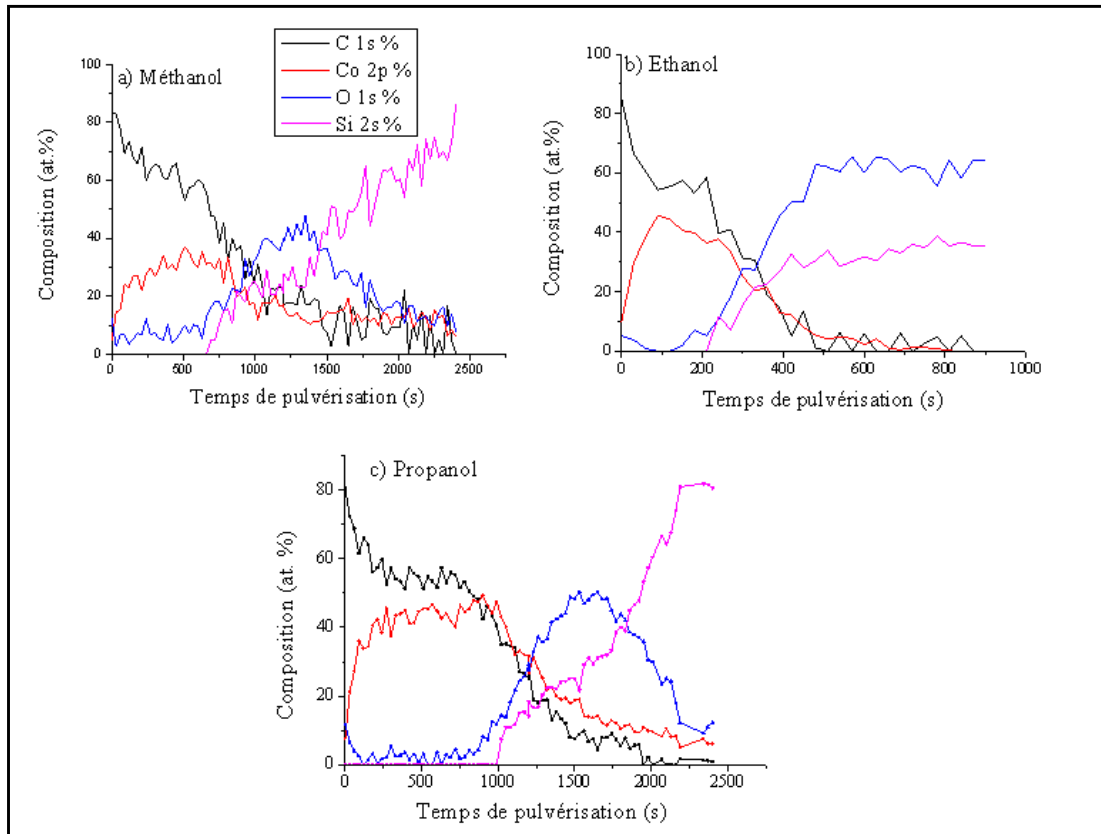 C 1s %
Co 2p %
O 1s %
Si 2s %
a) Méthanol
100
80
60
40
20
0
Composition (at.%)
0
500
1000
1500
2000
2500
Temps de pulvérisation (s)
b) Ethanol
100
80
60
40
20
0
Composition (at.%)
0
200
400
600
800
1000
Temps de pulvérisation (s)
c) Propanol
80
60
40
20
0
Composition (at. %)
0
500
1000
1500
2000
2500
Temps de pulvérisation (s)